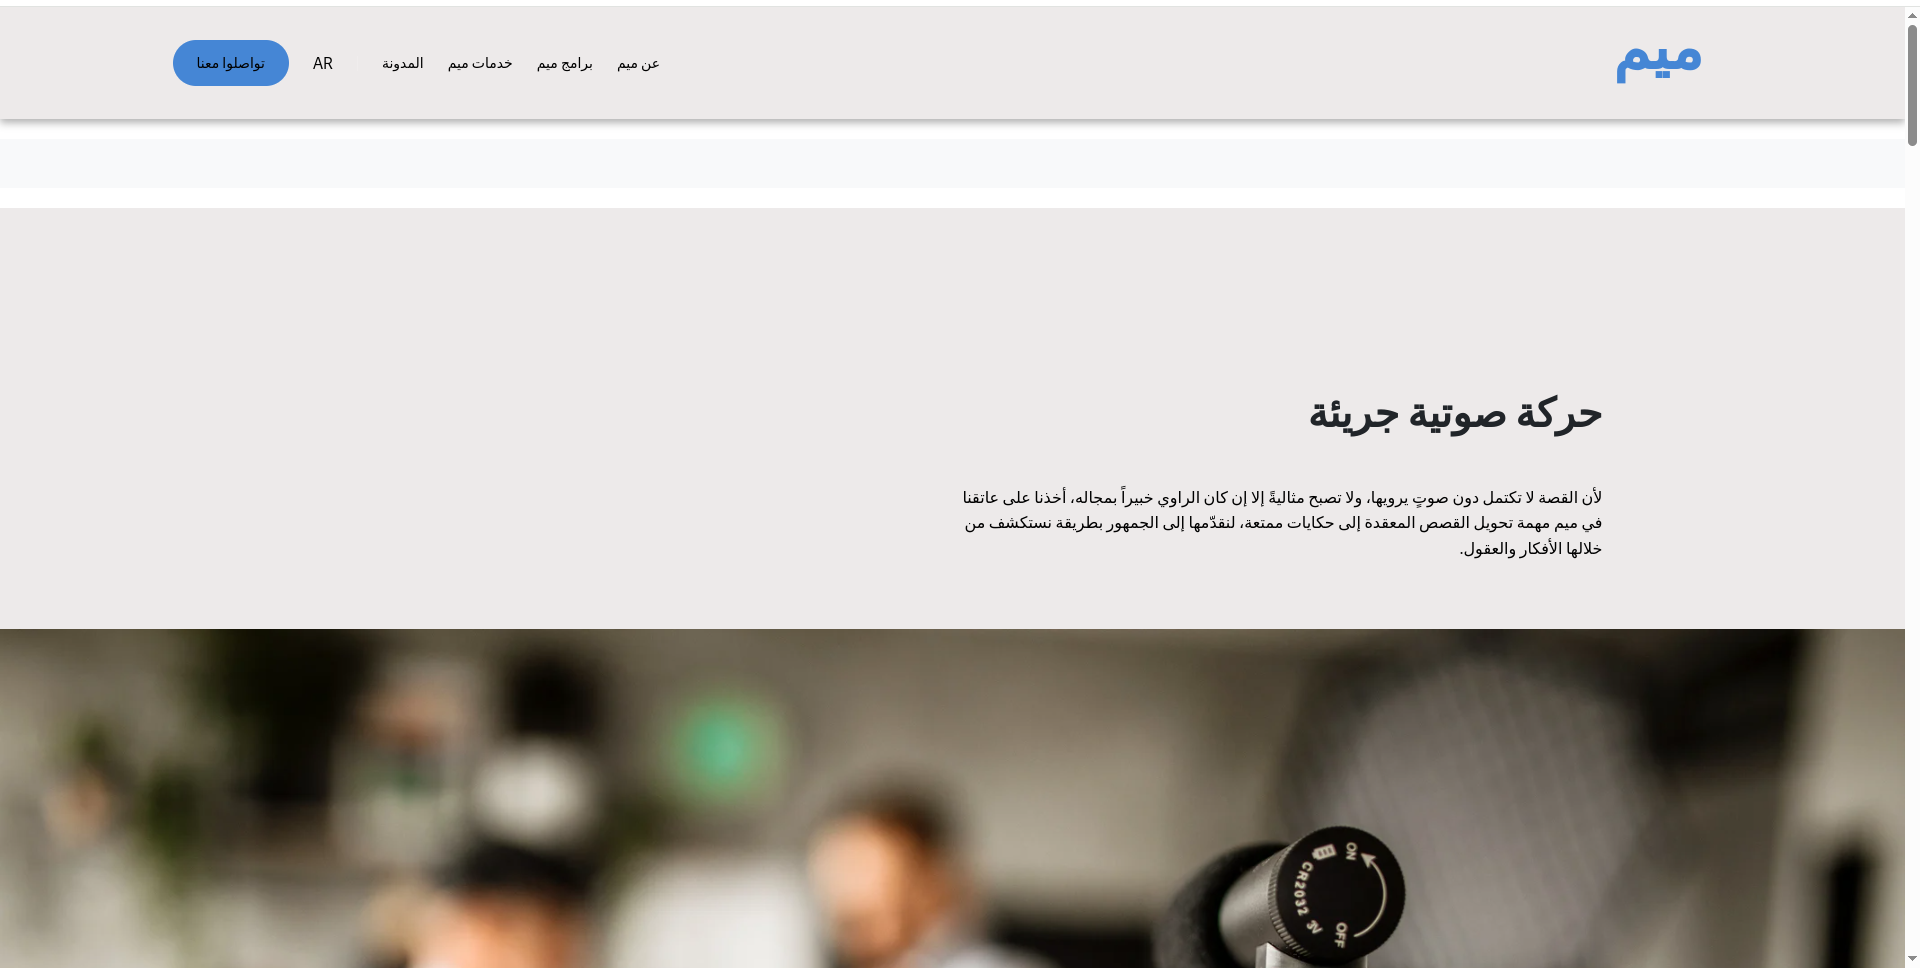 ميم
عن ميم
برامج ميم
خدمات ميم
المدونة
AR
تواصلوا معنا
حركة صوتية جريئة
لأن القصة لا تكتمل دون صوتٍ يرويها، ولا تصبح مثاليةً إلا إن كان الراوي خبيراً بمجاله، أخذنا على عاتقنا
في ميم مهمة تحويل القصص المعقدة إلى حكايات ممتعة، لنقدّمها إلى الجمهور بطريقة نستكشف من
خلالها الأفكار والعقول.
ON
CR2032 3V
OFF